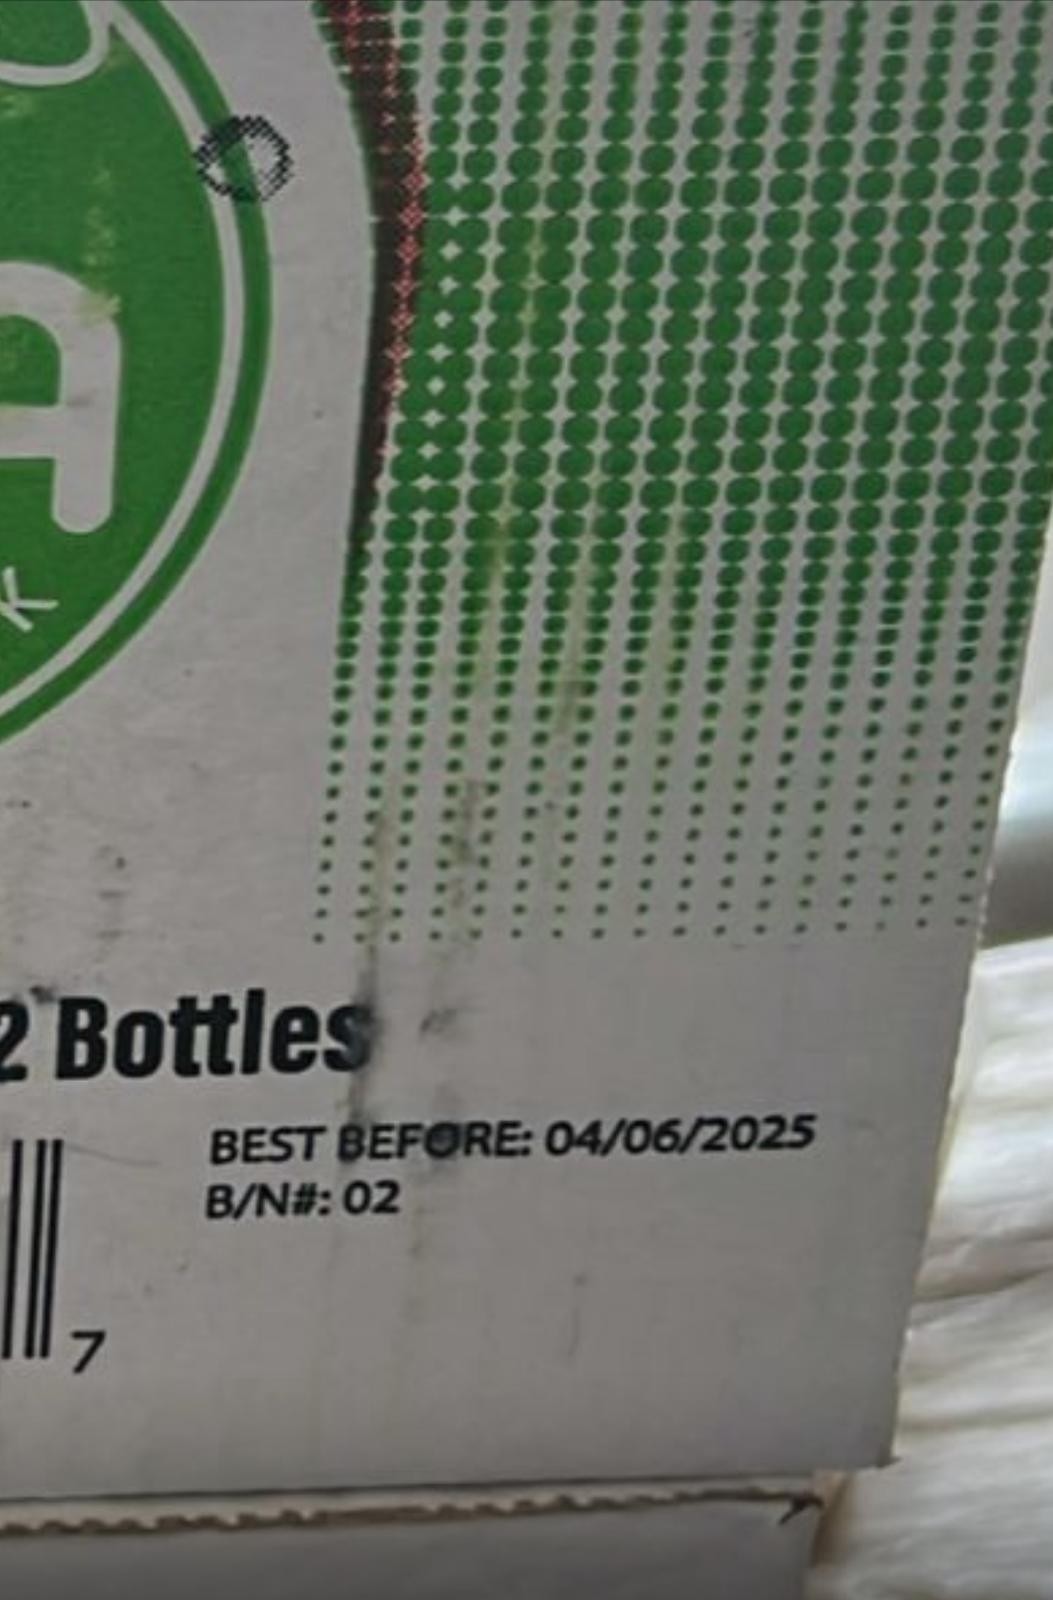 A
K
2 Bottles
BEST BEFORE: 04/06/2025
B/N#: 02
7